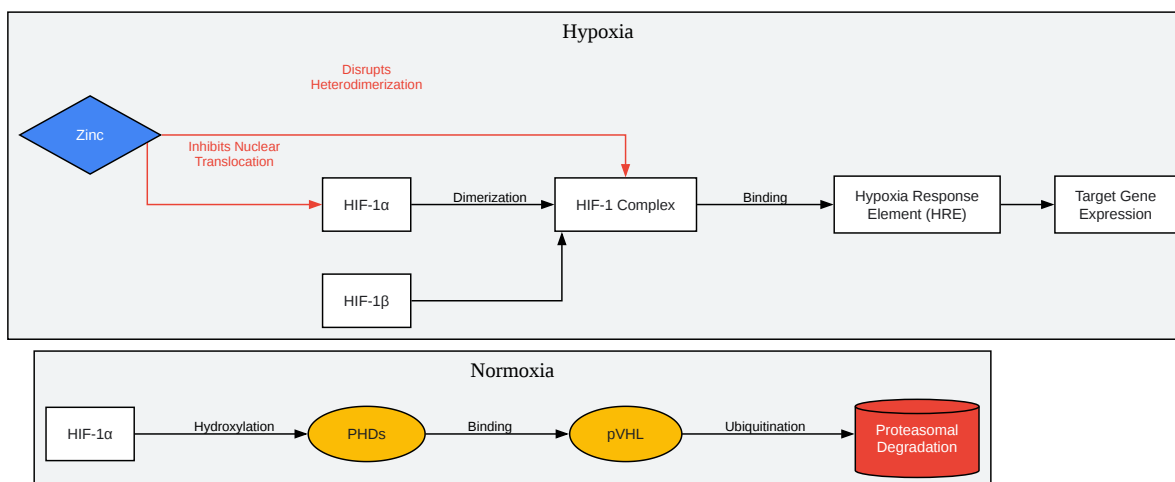 Hypoxia
Disrupts
Heterodimerization
Zinc
Inhibits Nuclear
Translocation
HIF-1α
Dimerization
HIF-1 Complex
Binding
Hypoxia Response
Element (HRE)
Target Gene
Expression
HIF-1β
Normoxia
HIF-1α
Hydroxylation
PHDs
Binding
pVHL
Ubiquitination
Proteasomal
Degradation